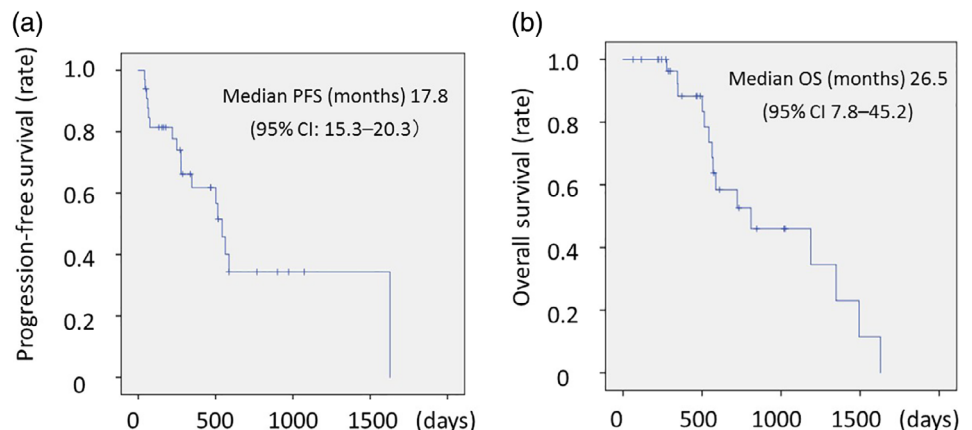 (a)
Progression-free survival (rate)
1.0
0.8
0.6
0.4
0.2
0
Median PFS (months) 17.8
(95% CI: 15.3–20.3)
0 500 1000 1500 (days)
(b)
Overall survival (rate)
1.0
0.8
0.6
0.4
0.2
0
Median OS (months) 26.5
(95% CI 7.8–45.2)
0 500 1000 1500 (days)